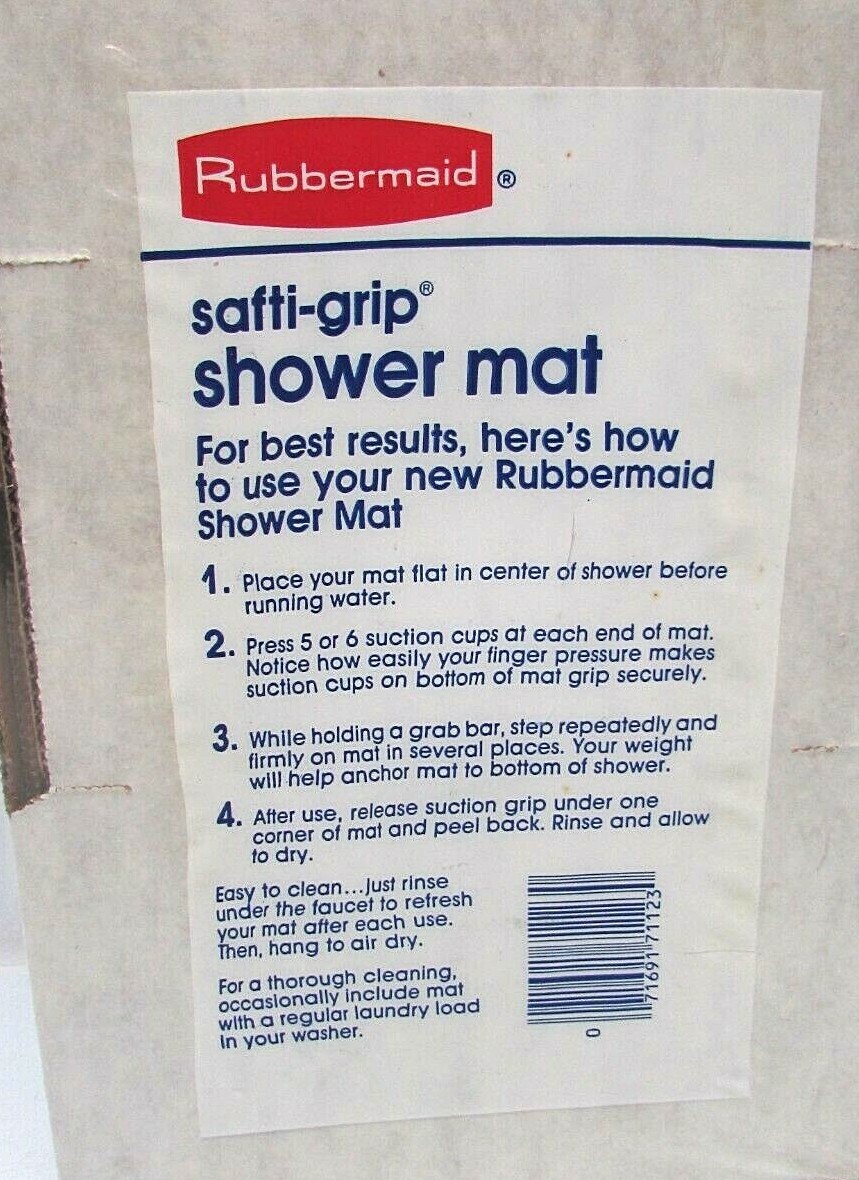 Rubbermaid ®
safti-grip®
shower mat
For best results, here's how
to use your new Rubbermaid
Shower Mat
1. Place your mat flat in center of shower before
running water.
2. Press 5 or 6 suction cups at each end of mat.
Notice how easily your finger pressure makes
suction cups on bottom of mat grip securely.
3. While holding a grab bar, step repeatedly and
firmly on mat in several places. Your weight
will help anchor mat to bottom of shower.
4. After use, release suction grip under one
corner of mat and peel back. Rinse and allow
to dry.
Easy to clean...Just rinse
under the faucet to refresh
your mat after each use.
Then, hang to air dry.
For a thorough cleaning,
occasionally include mat
with a regular laundry load
in your washer.
0
71691 71123